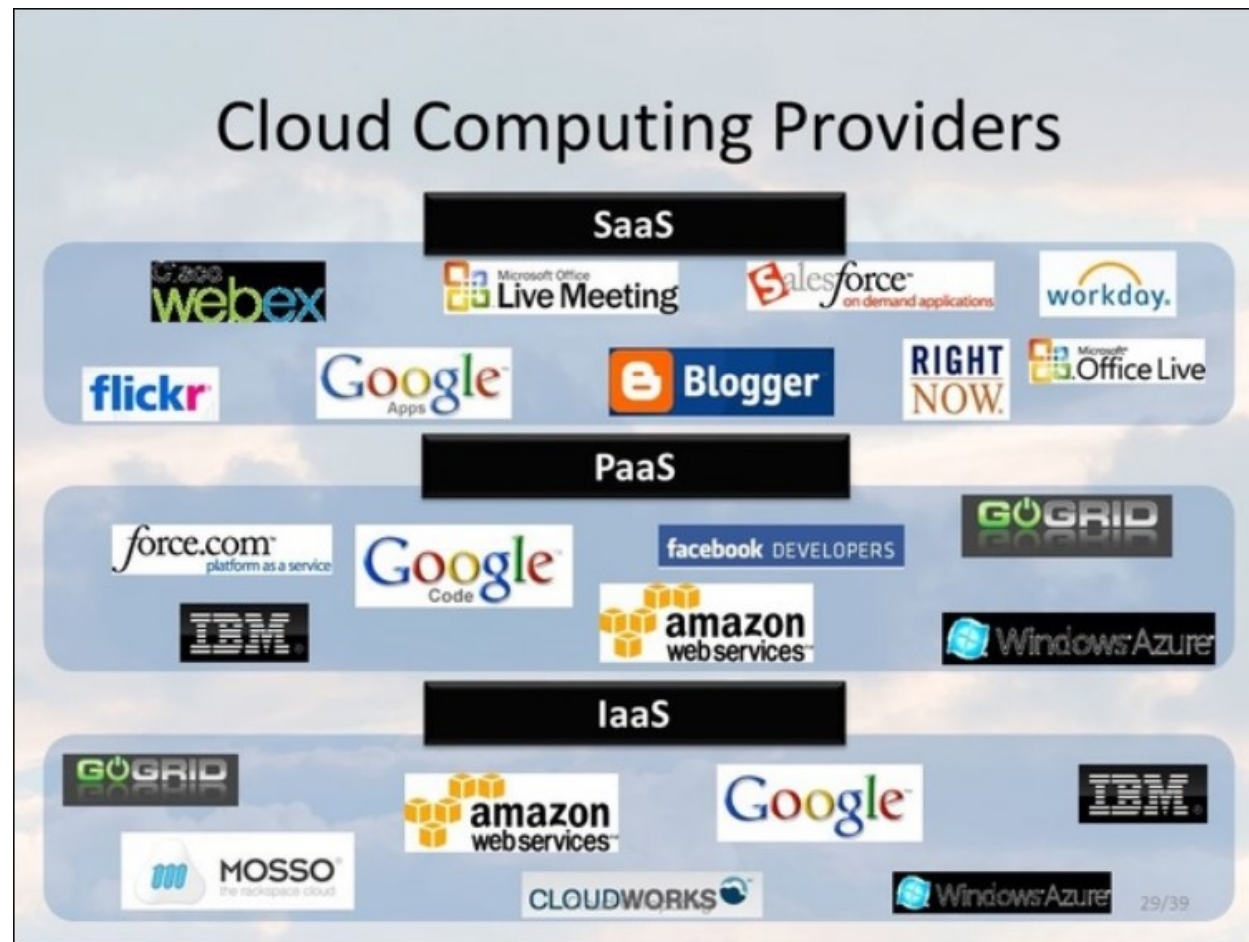 Cloud Computing Providers
SaaS
Cisco
webex
Microsoft Office
Live Meeting
Salesforce
on demand applications
workday.
flickr
Google
Apps
Blogger
RIGHT
NOW.
Microsoft
Office Live
PaaS
force.com
platform as a service
Google
Code
facebook DEVELOPERS
GOGRID
IBM
amazon
web services
Windows Azure
IaaS
GOGRID
amazon
web services
Google
IBM
MOSSO
the rackspace cloud
CLOUDWORKS
Windows Azure
29/39